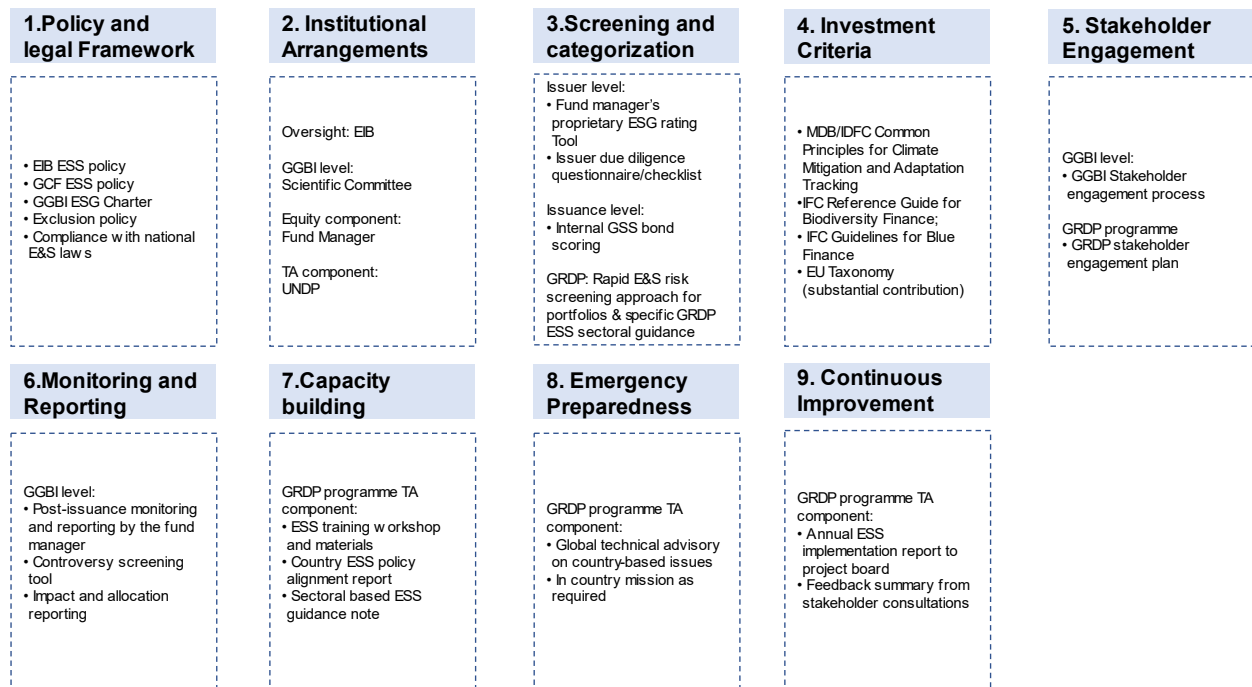 1.Policy and
legal Framework
• EIB ESS policy
• GCF ESS policy
• GGBI ESG Charter
• Exclusion policy
• Compliance with national
E&S laws
2. Institutional
Arrangements
Oversight: EIB
GGBI level:
Scientific Committee
Equity component:
Fund Manager
TA component:
UNDP
3.Screening and
categorization
Issuer level:
• Fund manager's
proprietary ESG rating
Tool
• Issuer due diligence
questionnaire/checklist
Issuance level:
• Internal GSS bond
scoring
GRDP: Rapid E&S risk
screening approach for
portfolios & specific GRDP
ESS sectoral guidance
4. Investment
Criteria
• MDB/IDFC Common
Principles for Climate
Mitigation and Adaptation
Tracking
•IFC Reference Guide for
Biodiversity Finance;
• IFC Guidelines for Blue
Finance
• EU Taxonomy
(substantial contribution)
5. Stakeholder
Engagement
GGBI level:
• GGBI Stakeholder
engagement process
GRDP programme
• GRDP stakeholder
engagement plan
6.Monitoring and
Reporting
GGBI level:
• Post-issuance monitoring
and reporting by the fund
manager
• Controversy screening
tool
• Impact and allocation
reporting
7.Capacity
building
GRDP programme TA
component:
• ESS training workshop
and materials
• Country ESS policy
alignment report
• Sectoral based ESS
guidance note
8. Emergency
Preparedness
GRDP programme TA
component:
• Global technical advisory
on country-based issues
• In country mission as
required
9. Continuous
Improvement
GRDP programme TA
component:
• Annual ESS
implementation report to
project board
• Feedback summary from
stakeholder consultations